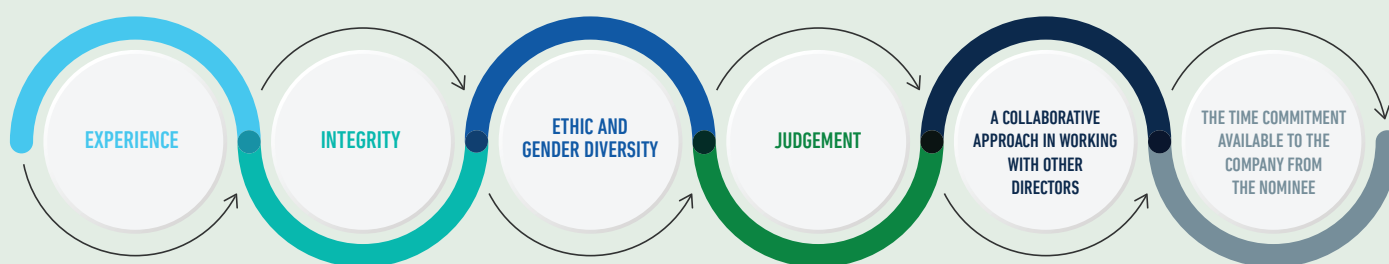 EXPERIENCE
INTEGRITY
ETHIC AND
GENDER DIVERSITY
JUDGEMENT
A COLLABORATIVE
APPROACH IN WORKING
WITH OTHER
DIRECTORS
THE TIME COMMITMENT
AVAILABLE TO THE
COMPANY FROM
THE NOMINEE